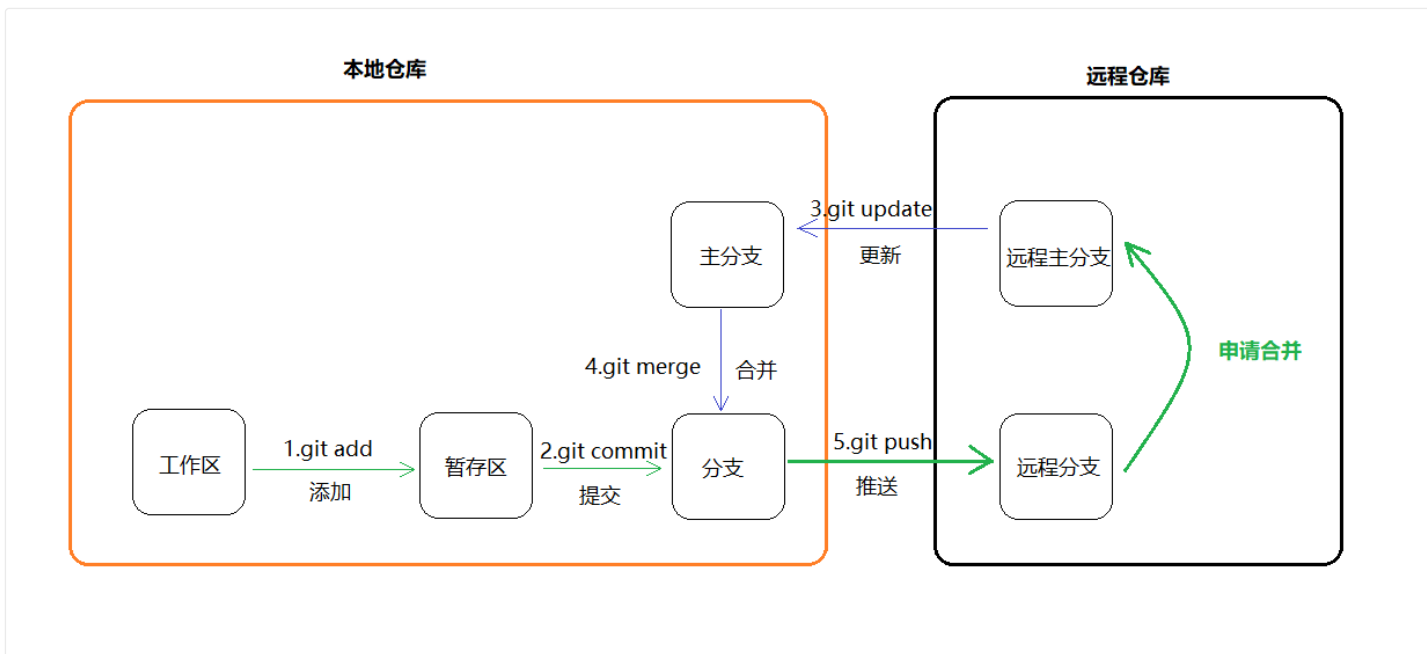 本地仓库
远程仓库
3.git update
主分支
更新
远程主分支
申请合并
4.git merge
合并
工作区
1.git add
添加
暂存区
2.git commit
提交
分支
5.git push
推送
远程分支